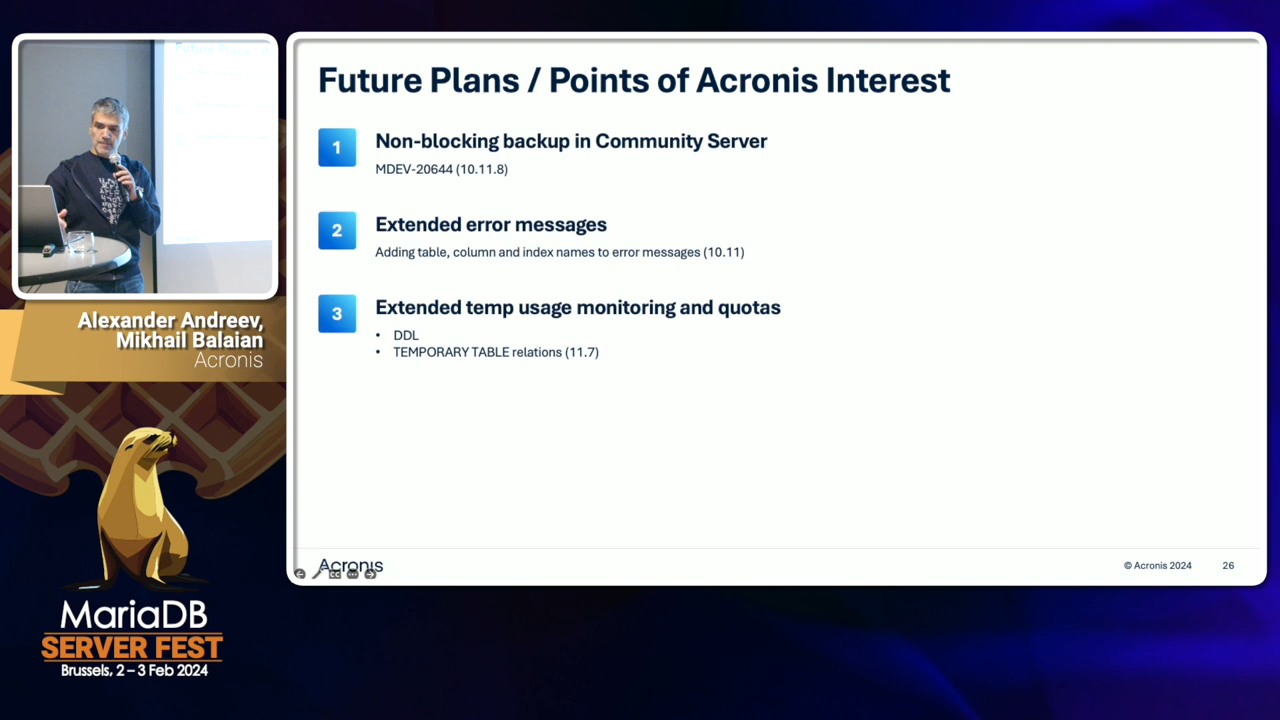 Future Plans / Points of Acronis Interest
1
Non-blocking backup in Community Server
MDEV-20644 (10.11.8)
2
Extended error messages
Adding table, column and index names to error messages (10.11)
3
Extended temp usage monitoring and quotas
• DDL
• TEMPORARY TABLE relations (11.7)
Acronis
© Acronis 2024
26
Alexander Andreev,
Mikhail Balaian
Acronis
MariaDB
SERVER FEST
Brussels, 2 – 3 Feb 2024